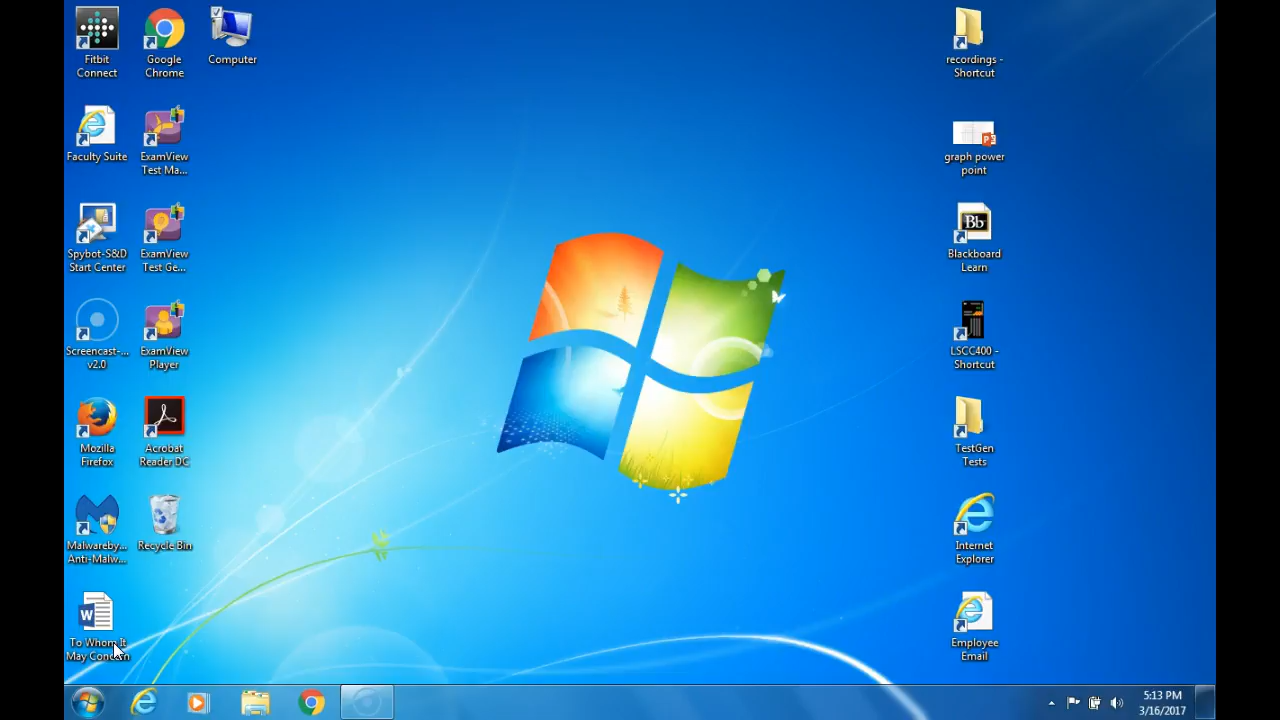 Fitbit
Connect
Google
Chrome
Computer
Faculty Suite
ExamView
Test Ma...
Spybot-S&D
Start Center
ExamView
Test Ge...
Screencast-...
v2.0
ExamView
Player
Mozilla
Firefox
Acrobat
Reader DC
Malwareby...
Anti-Malw...
Recycle Bin
To Whom It
May Concern
recordings -
Shortcut
graph power
point
Bb
Blackboard
Learn
LSCC400 -
Shortcut
TestGen
Tests
Internet
Explorer
Employee
Email
5:13 PM
3/16/2017